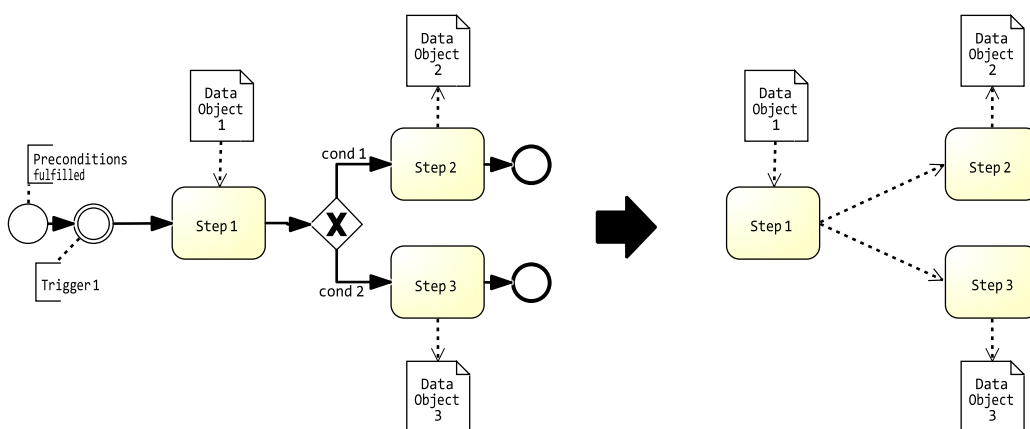 Preconditions
fulfilled
Trigger 1
Data
Object
1
Step 1
cond 1
X
cond 2
Data
Object
2
Step 2
Step 3
Data
Object
3
Data
Object
1
Step 1
Data
Object
2
Step 2
Step 3
Data
Object
3